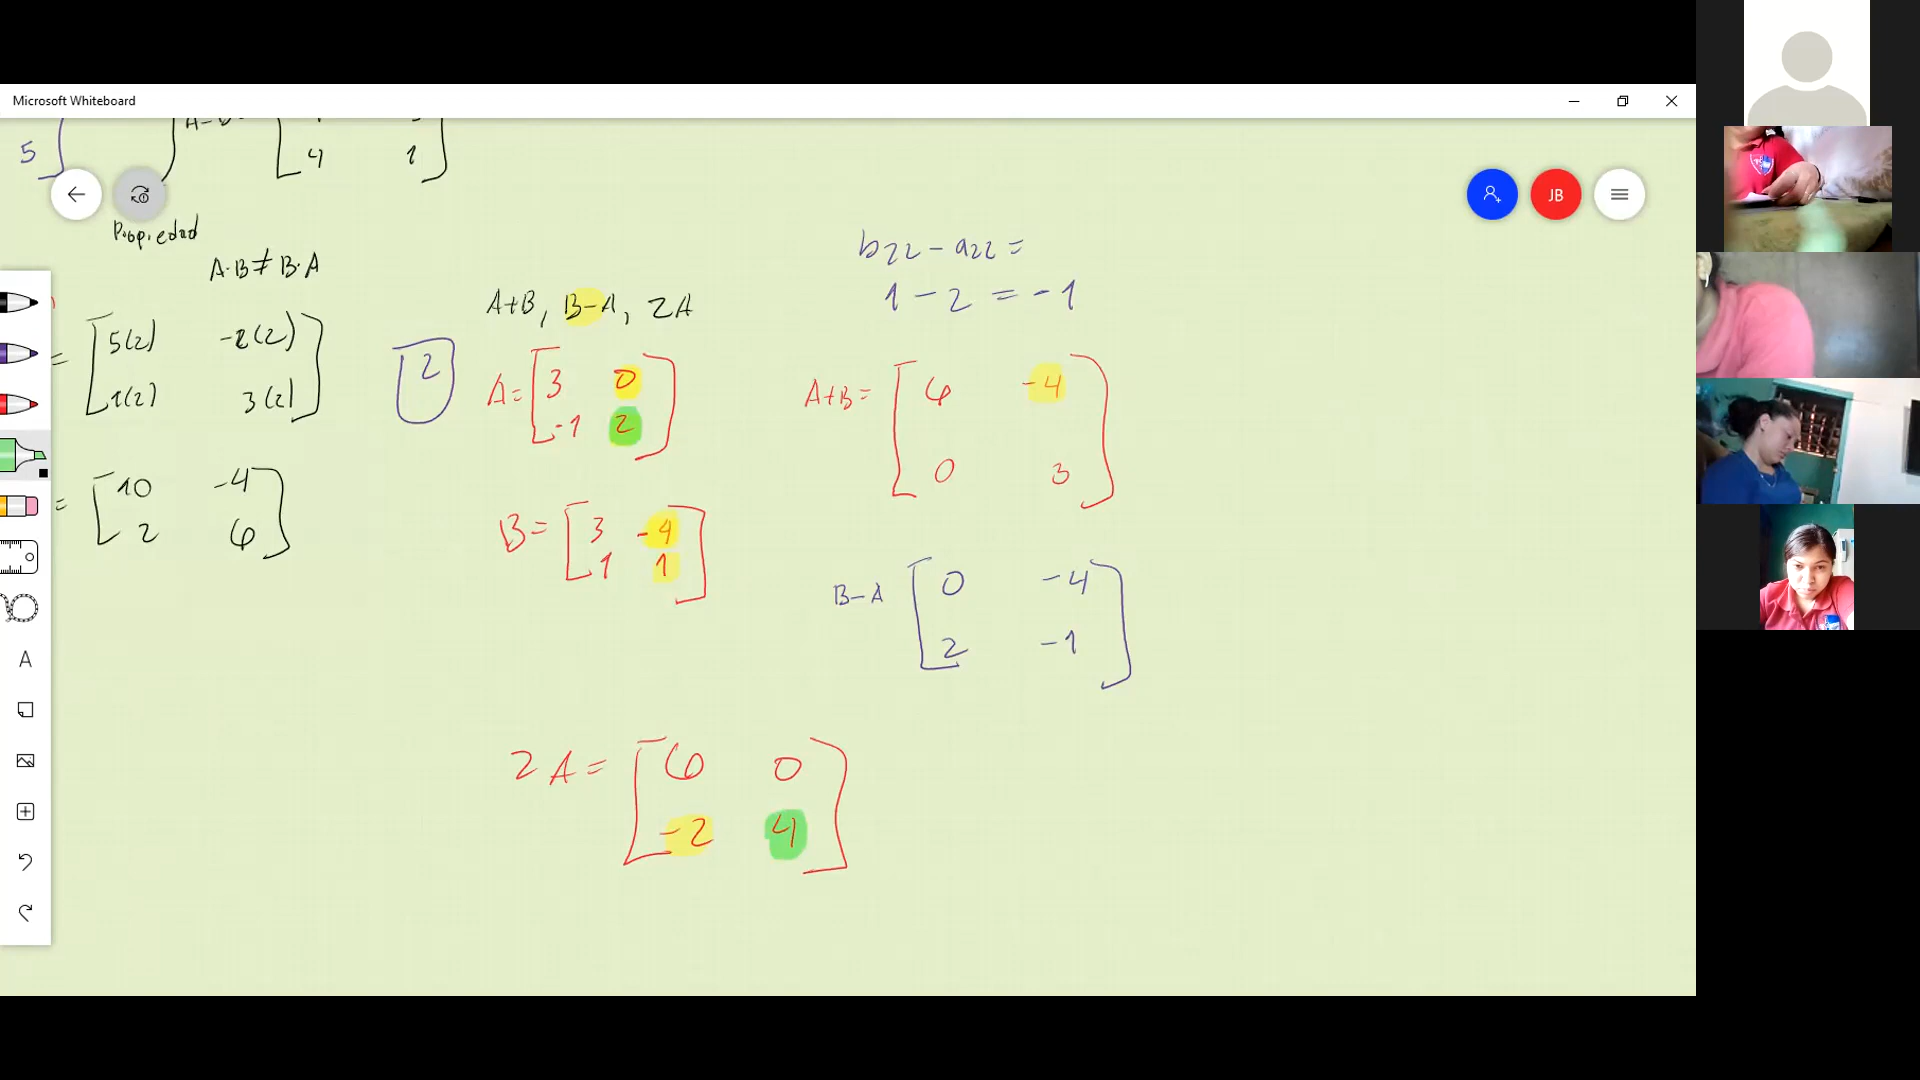 Microsoft Whiteboard
5
4 1
JB
Propiedad
A·B ≠ B·A
b22 - a22 =
1 - 2 = -1
A+B, B-A, 2A
= [ 5(2) -2(2)
1(2) 3(2) ]
2
A = [ 3 0
-1 2 ]
A+B = [ 6 -4
0 3 ]
= [ 10 -4
2 6 ]
B = [ 3 -4
1 1 ]
B-A [ 0 -4
2 -1 ]
A
2A = [ 6 0
-2 4 ]